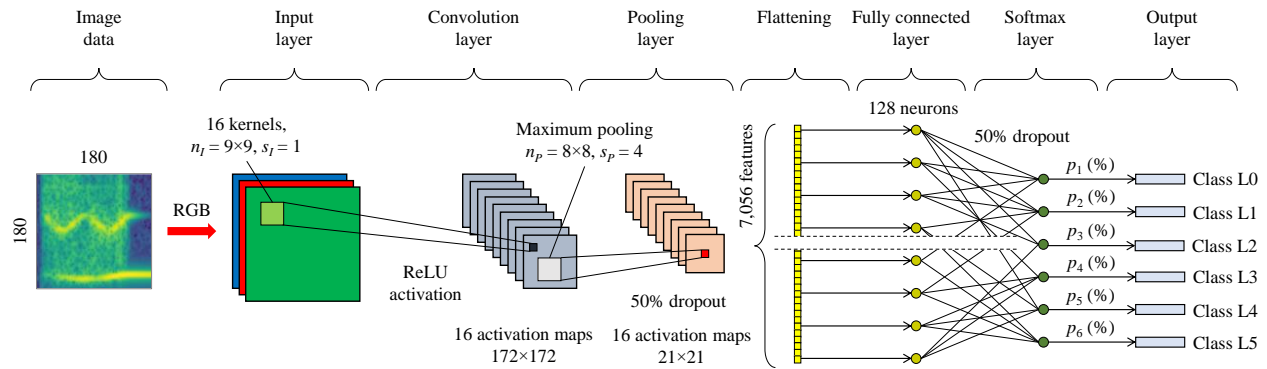 Image
data
Input
layer
Convolution
layer
Pooling
layer
Flattening
Fully connected
layer
Softmax
layer
Output
layer
180
180
RGB
16 kernels,
n_I = 9×9, s_I = 1
ReLU
activation
Maximum pooling
n_P = 8×8, s_P = 4
16 activation maps
172×172
50% dropout
16 activation maps
21×21
7,056 features
128 neurons
50% dropout
p_1 (%)
p_2 (%)
p_3 (%)
p_4 (%)
p_5 (%)
p_6 (%)
Class L0
Class L1
Class L2
Class L3
Class L4
Class L5